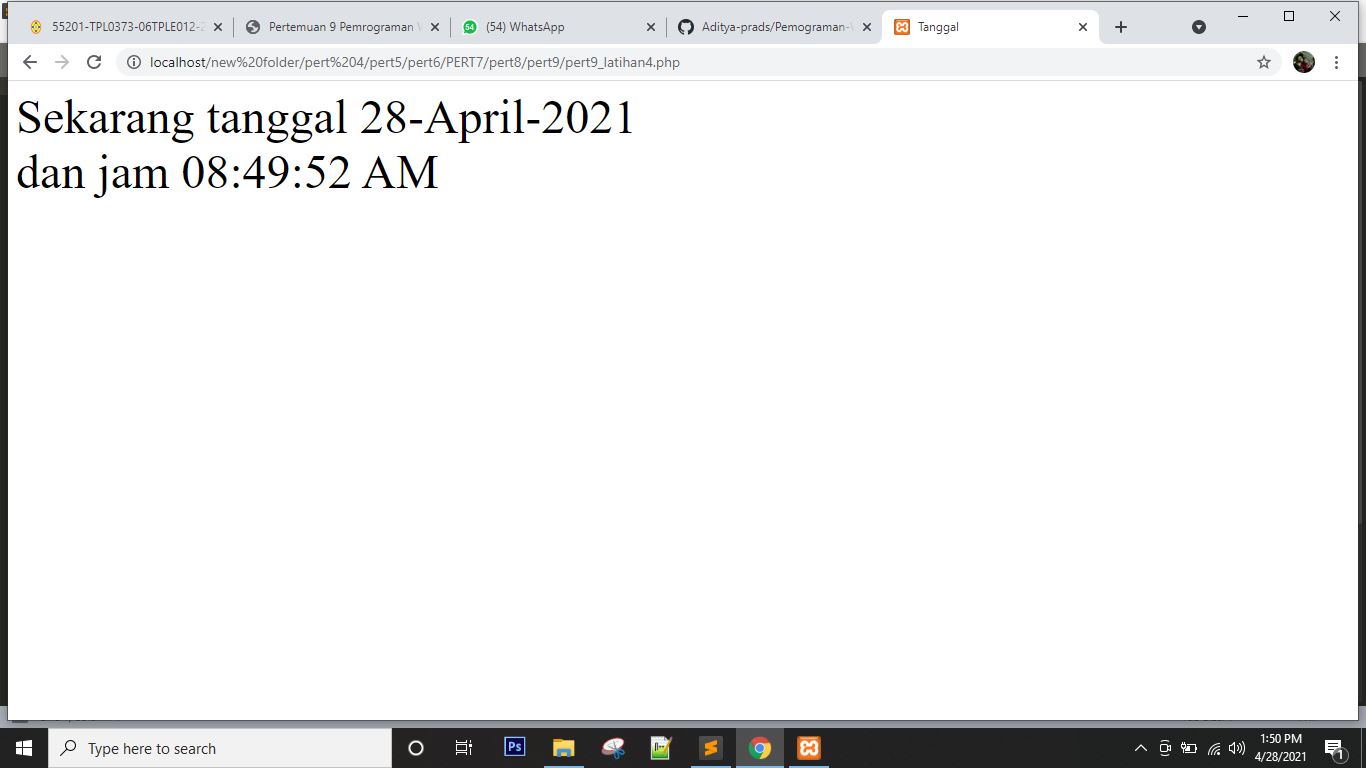 55201-TPL0373-06TPLE012-2
Pertemuan 9 Pemrograman
(54) WhatsApp
Aditya-prads/Pemograman-
Tanggal
localhost/new%20folder/pert%204/pert5/pert6/PERT7/pert8/pert9/pert9_latihan4.php
Sekarang tanggal 28-April-2021
dan jam 08:49:52 AM
Type here to search
Ps
1:50 PM
4/28/2021
1